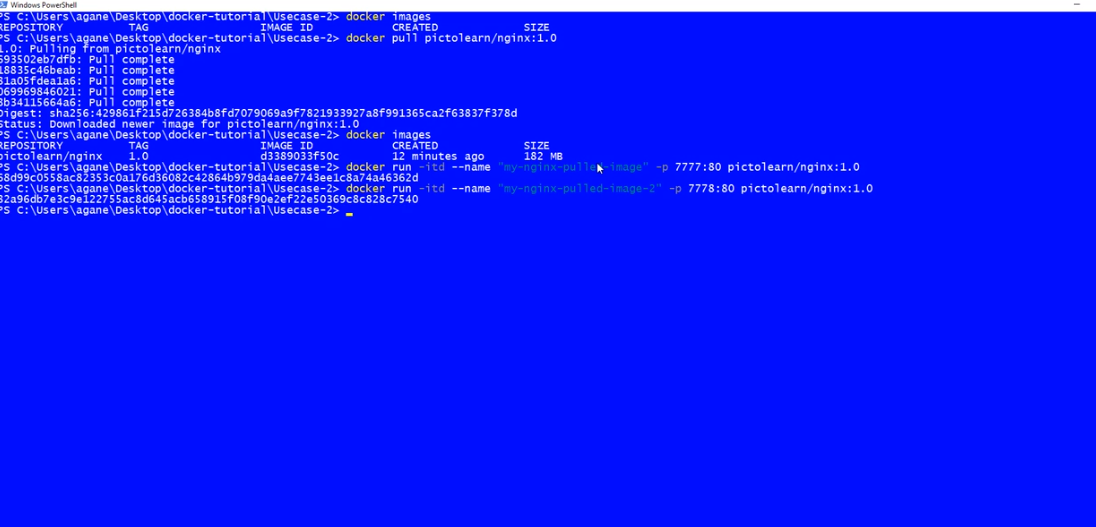 Windows PowerShell
PS C:\Users\agane\Desktop\docker-tutorial\Usecase-2> docker images
REPOSITORY TAG IMAGE ID CREATED SIZE
PS C:\Users\agane\Desktop\docker-tutorial\Usecase-2> docker pull pictolearn/nginx:1.0
1.0: Pulling from pictolearn/nginx
693502eb7dfb: Pull complete
18835c46beab: Pull complete
81a05fdea1a6: Pull complete
069969846021: Pull complete
8b34115664a6: Pull complete
Digest: sha256:429861f215d726384b8fd7079069a9f7821933927a8f991365ca2f63837f378d
Status: Downloaded newer image for pictolearn/nginx:1.0
PS C:\Users\agane\Desktop\docker-tutorial\Usecase-2> docker images
REPOSITORY TAG IMAGE ID CREATED SIZE
pictolearn/nginx 1.0 d3389033f50c 12 minutes ago 182 MB
PS C:\Users\agane\Desktop\docker-tutorial\Usecase-2> docker run -itd --name "my-nginx-pulled-image" -p 7777:80 pictolearn/nginx:1.0
68d99c0558ac82353c0a176d36082c42864b979da4aee7743ee1c8a74a46362d
PS C:\Users\agane\Desktop\docker-tutorial\Usecase-2> docker run -itd --name "my-nginx-pulled-image-2" -p 7778:80 pictolearn/nginx:1.0
82a96db7e3c9e122755ac8d645acb658915f08f90e2ef22e50369c8c828c7540
PS C:\Users\agane\Desktop\docker-tutorial\Usecase-2>